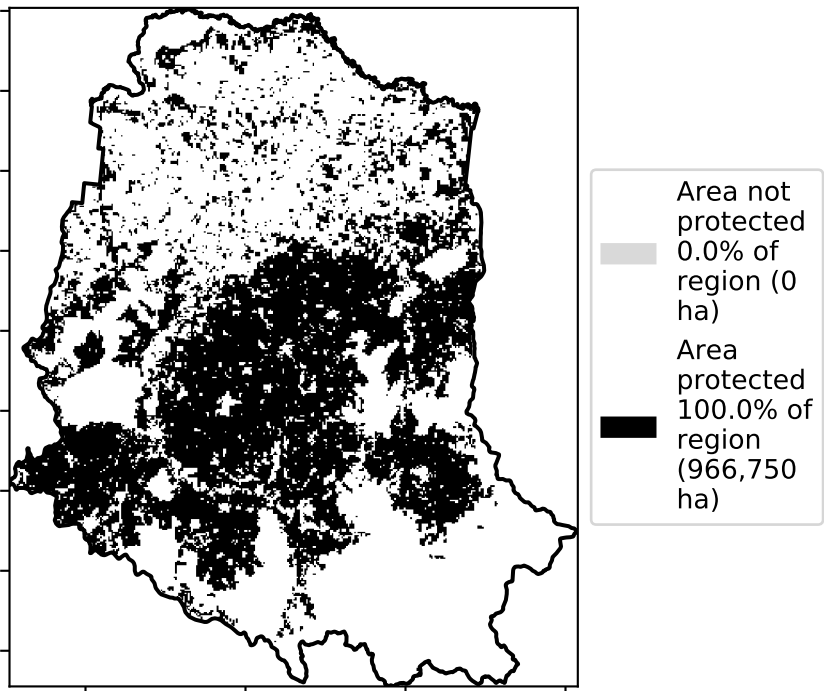 Area not
protected
0.0% of
region (0
ha)
Area
protected
100.0% of
region
(966,750
ha)